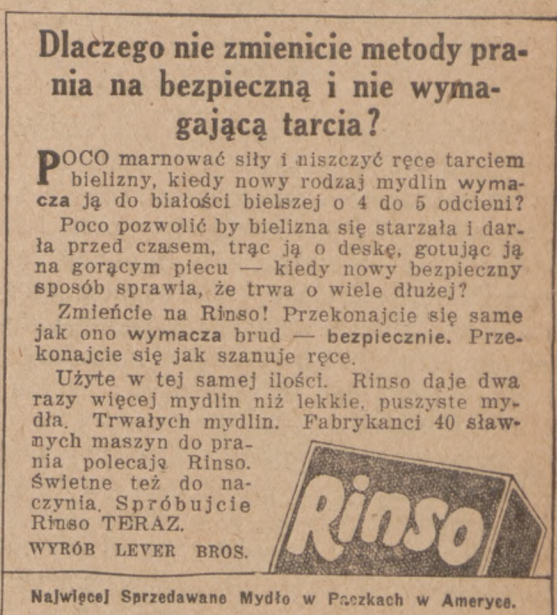 Dlaczego nie zmienicie metody pra-
nia na bezpieczną i nie wyma-
gającą tarcia?
POCO marnować siły i niszczyć ręce tarciem
bielizny, kiedy nowy rodzaj mydlin wyma-
cza ją do białości bielszej o 4 do 5 odcieni?
Poco pozwolić by bielizna się starzała i dar-
ła przed czasem, trąc ją o deskę, gotując ją
na gorącym piecu — kiedy nowy bezpieczny
sposób sprawia, że trwa o wiele dłużej?
Zmieńcie na Rinso! Przekonajcie się same
jak ono wymacza brud — bezpiecznie. Prze-
konajcie się jak szanuje ręce.
Użyte w tej samej ilości. Rinso daje dwa
razy więcej mydlin niż lekkie, puszyste my-
dła. Trwałych mydlin. Fabrykanci 40 sław-
nych maszyn do pra-
nia polecają Rinso.
Świetne też do na-
czynia. Spróbujcie
Rinso TERAZ.
WYRÓB LEVER BROS.
Rinso
Najwięcej Sprzedawane Mydło w Paczkach w Ameryce.